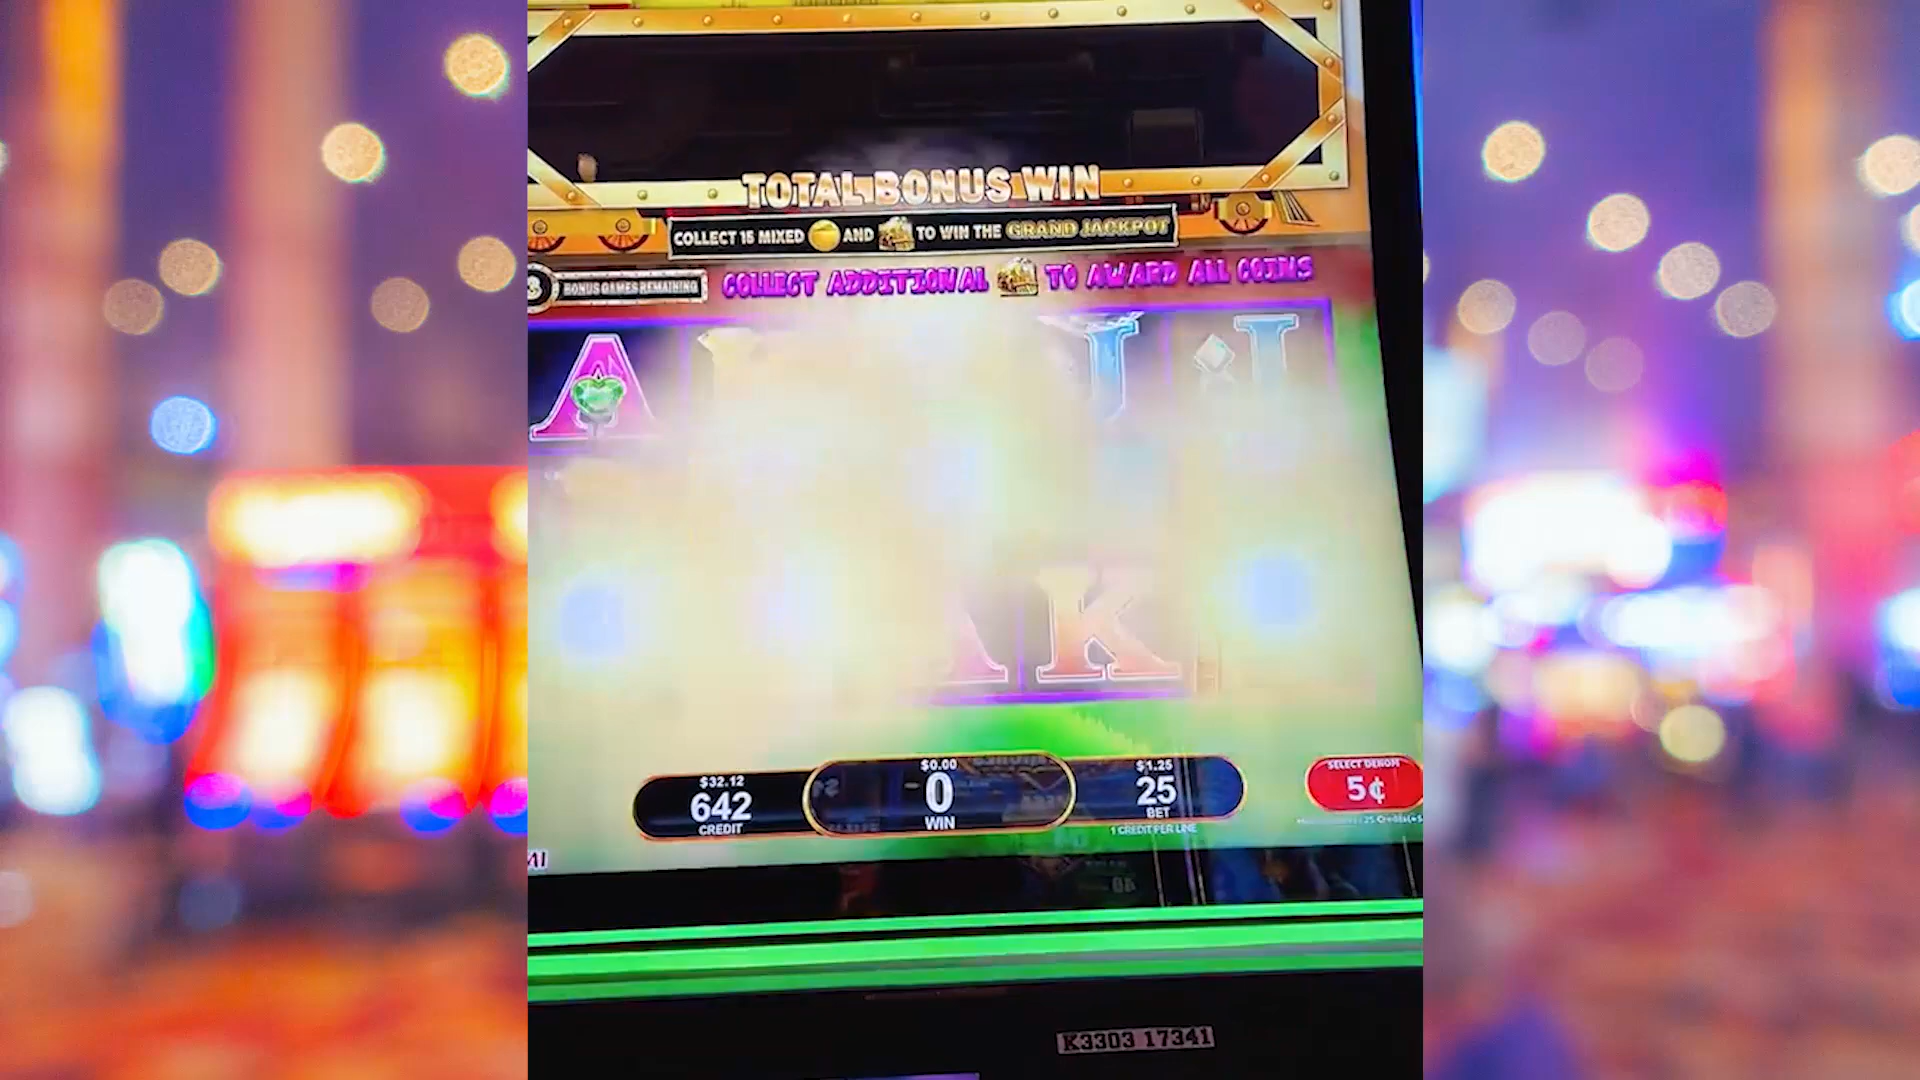 TOTAL BONUS WIN
COLLECT 15 MIXED AND TO WIN THE GRAND JACKPOT
3 BONUS GAMES REMAINING
COLLECT ADDITIONAL TO AWARD ALL COINS
A J J
K
$32.12
642
CREDIT
$0.00
0
WIN
$1.25
25
BET
1 CREDIT PER LINE
SELECT DENOM
5¢
K3303 17341